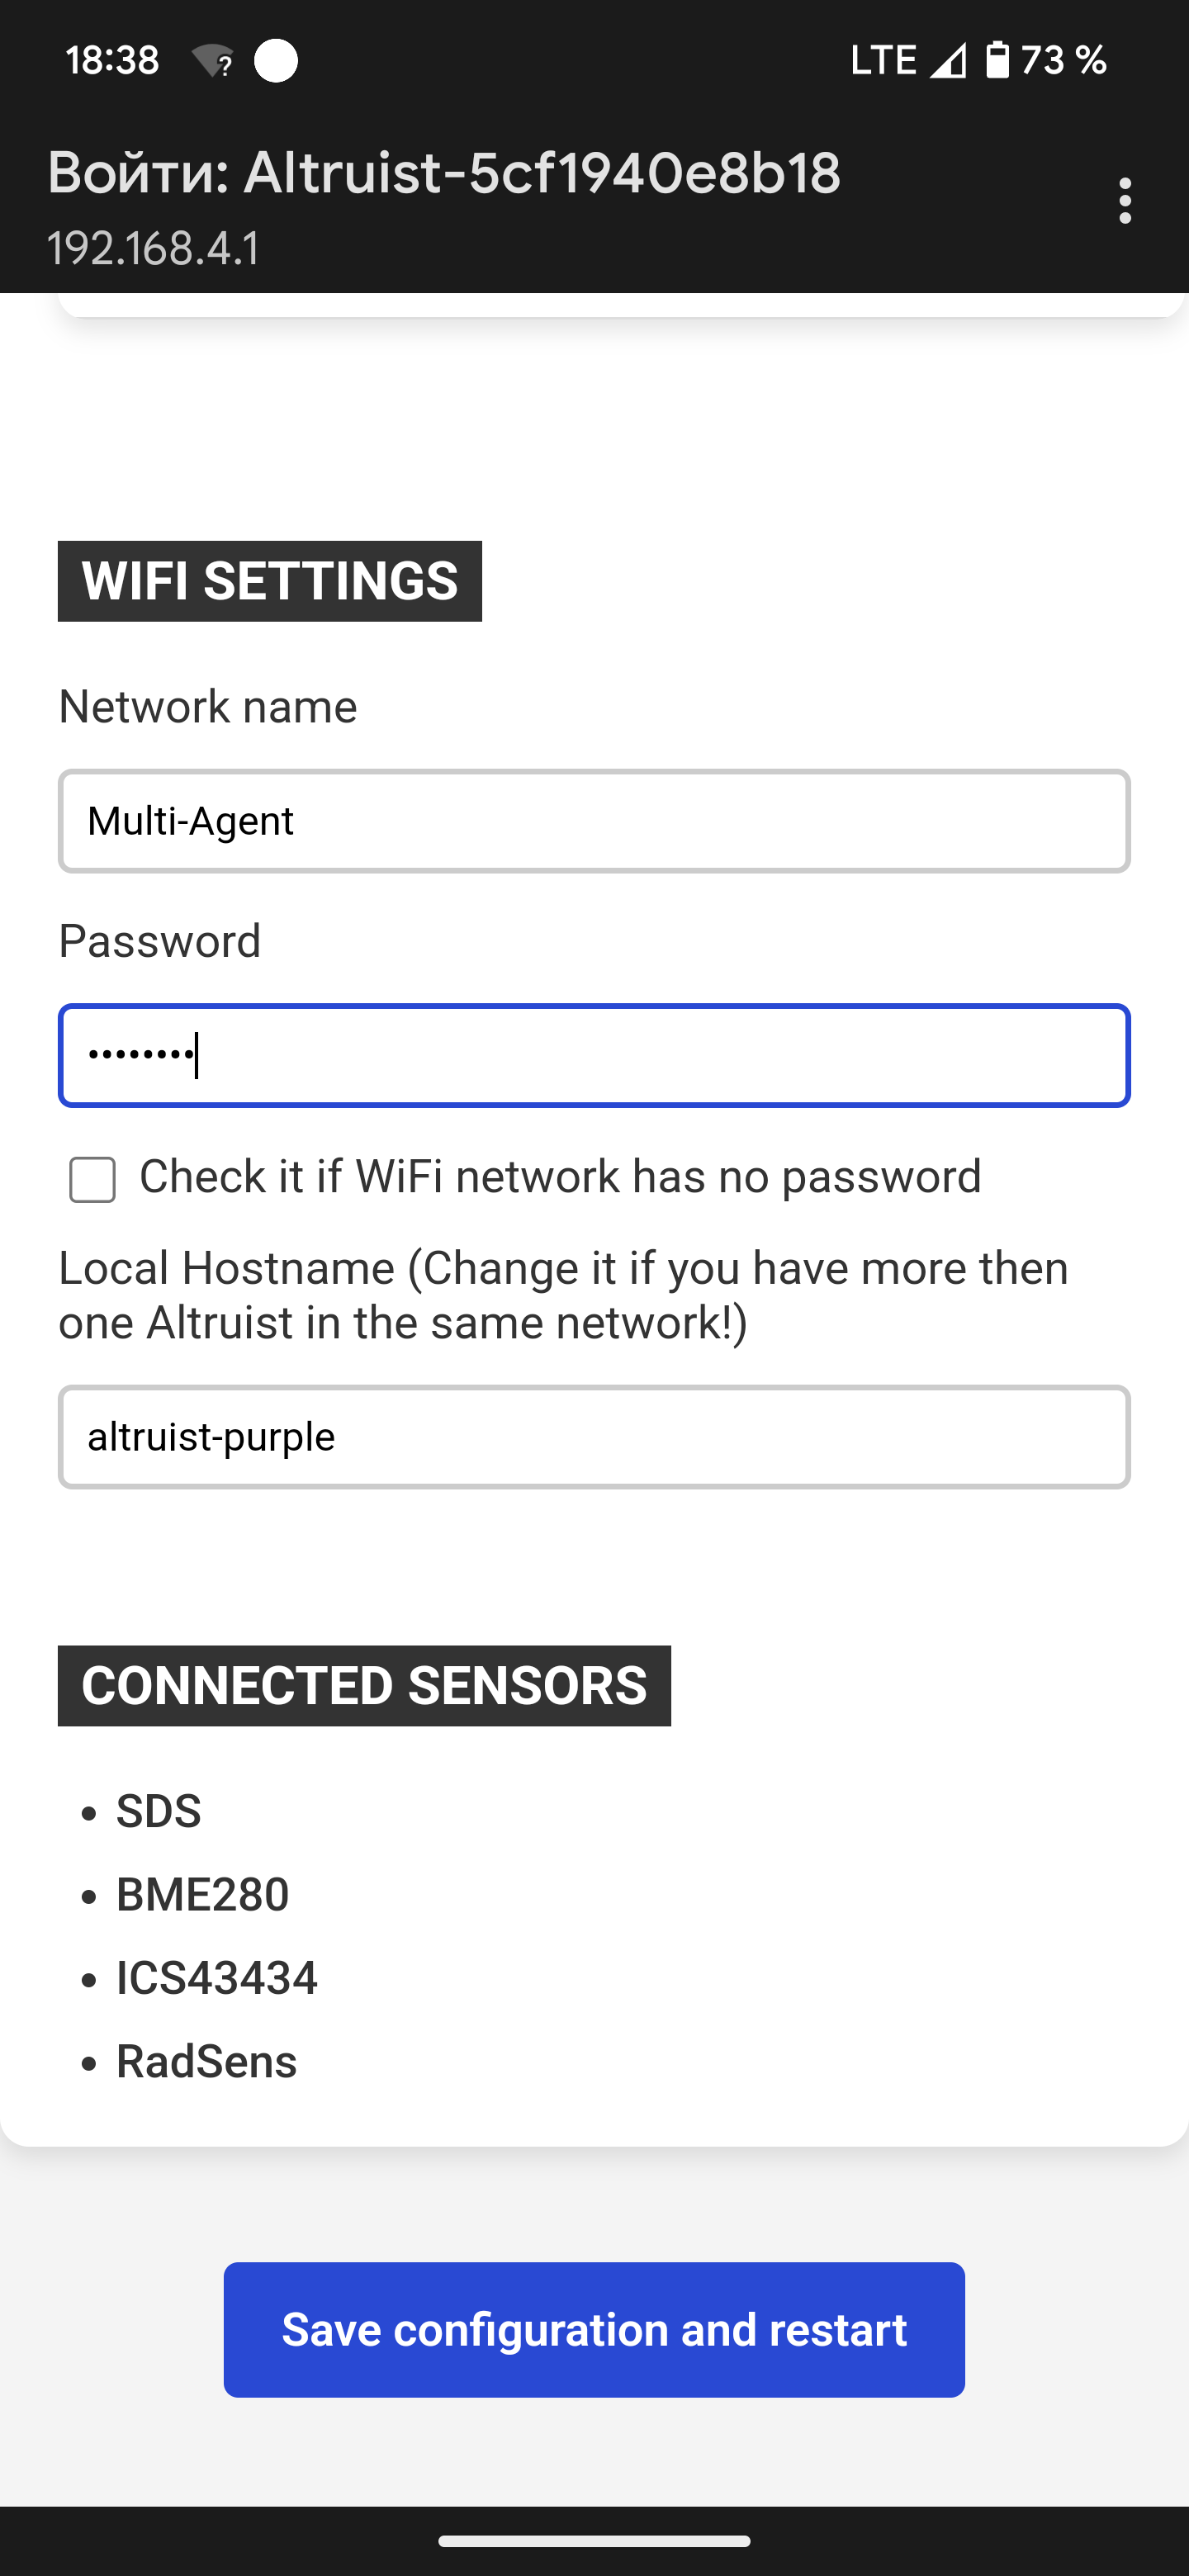 18:38 LTE 73 %
Войти: Altruist-5cf1940e8b18
192.168.4.1
WIFI SETTINGS
Network name
Multi-Agent
Password
••••••••
Check it if WiFi network has no password
Local Hostname (Change it if you have more then
one Altruist in the same network!)
altruist-purple
CONNECTED SENSORS
• SDS
• BME280
• ICS43434
• RadSens
Save configuration and restart